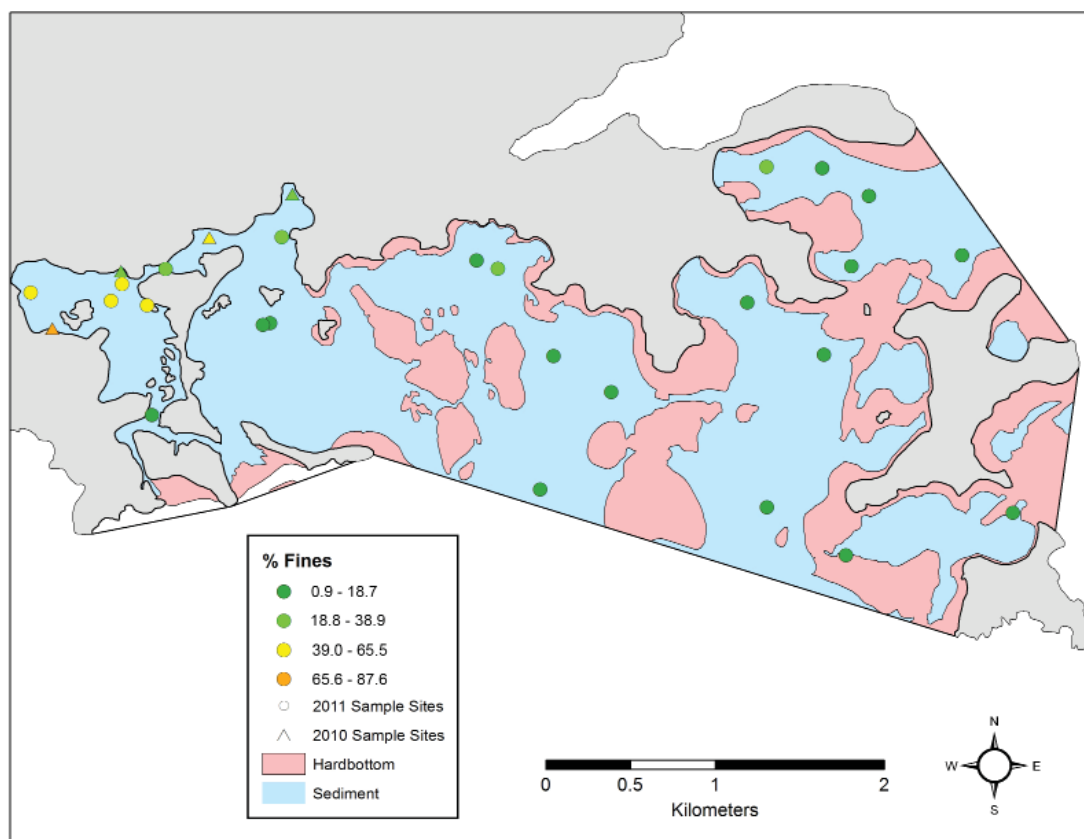 % Fines
0.9 - 18.7
18.8 - 38.9
39.0 - 65.5
65.6 - 87.6
2011 Sample Sites
2010 Sample Sites
Hardbottom
Sediment
0 0.5 1 2
Kilometers
N
W E
S